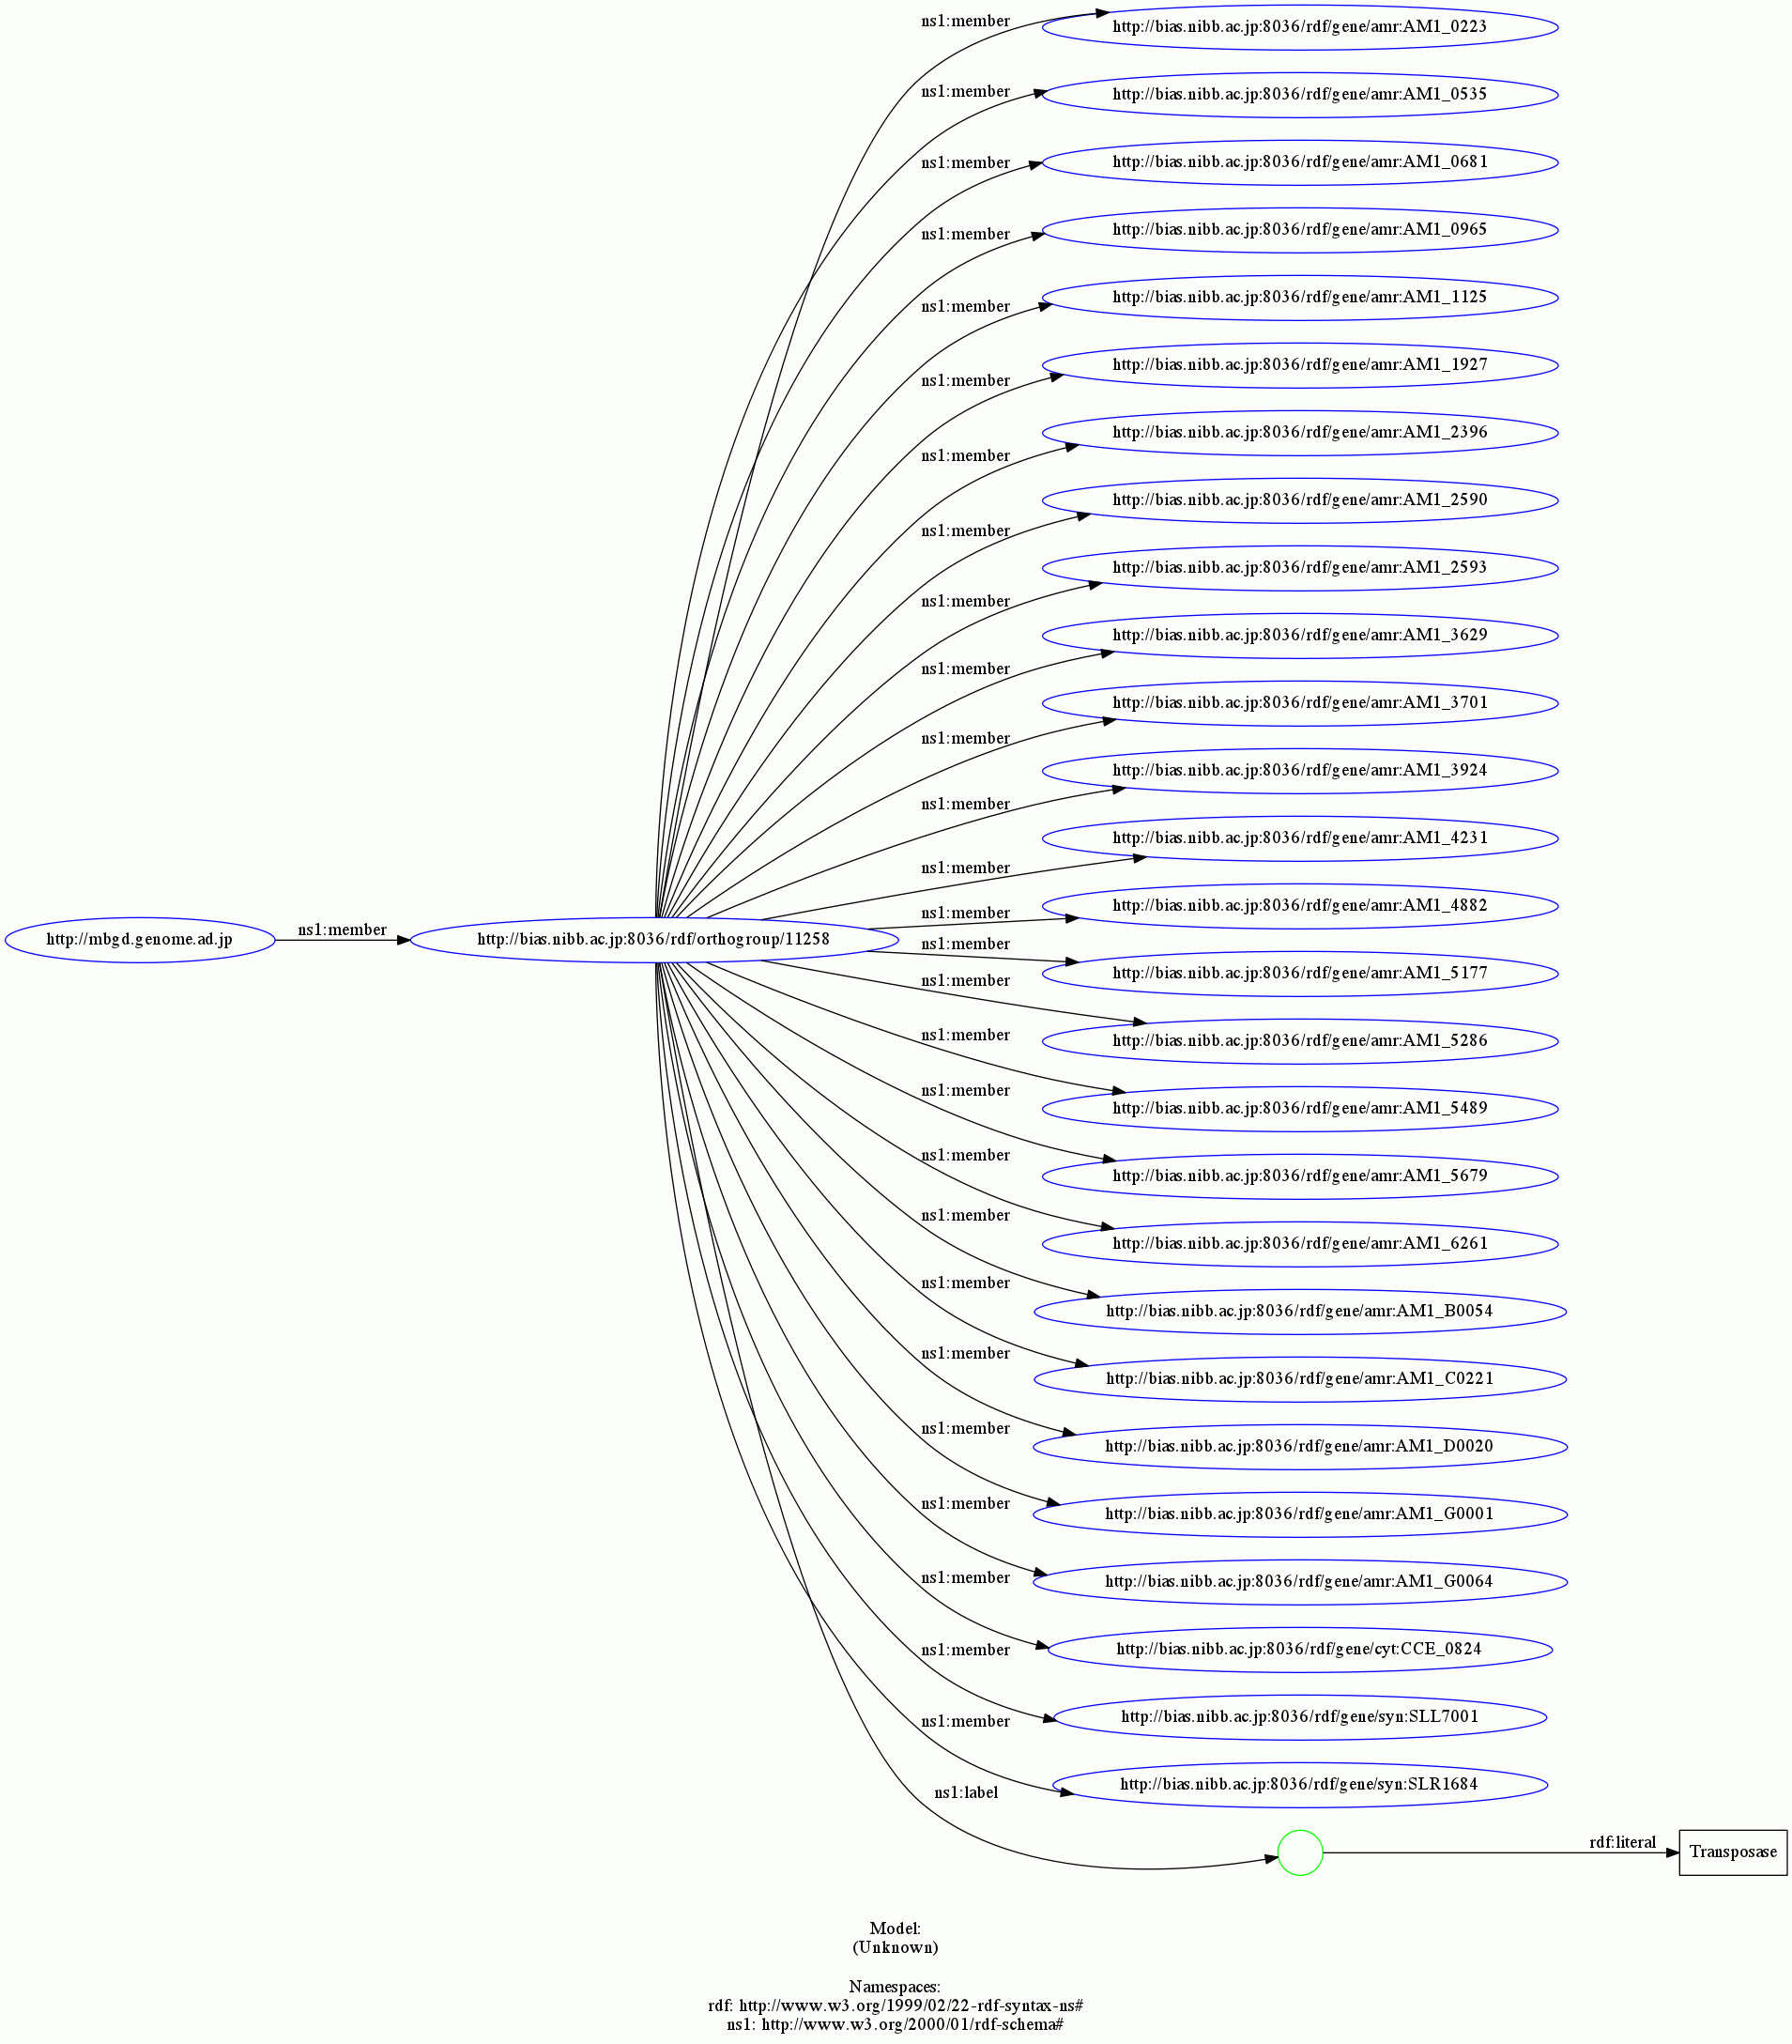 ns1:member
http://bias.nibb.ac.jp:8036/rdf/gene/amr:AM1_0223
ns1:member
http://bias.nibb.ac.jp:8036/rdf/gene/amr:AM1_0535
ns1:member
http://bias.nibb.ac.jp:8036/rdf/gene/amr:AM1_0681
ns1:member
http://bias.nibb.ac.jp:8036/rdf/gene/amr:AM1_0965
ns1:member
http://bias.nibb.ac.jp:8036/rdf/gene/amr:AM1_1125
ns1:member
http://bias.nibb.ac.jp:8036/rdf/gene/amr:AM1_1927
ns1:member
http://bias.nibb.ac.jp:8036/rdf/gene/amr:AM1_2396
ns1:member
http://bias.nibb.ac.jp:8036/rdf/gene/amr:AM1_2590
ns1:member
http://bias.nibb.ac.jp:8036/rdf/gene/amr:AM1_2593
ns1:member
http://bias.nibb.ac.jp:8036/rdf/gene/amr:AM1_3629
ns1:member
http://bias.nibb.ac.jp:8036/rdf/gene/amr:AM1_3701
ns1:member
http://bias.nibb.ac.jp:8036/rdf/gene/amr:AM1_3924
ns1:member
http://bias.nibb.ac.jp:8036/rdf/gene/amr:AM1_4231
ns1:member
http://bias.nibb.ac.jp:8036/rdf/gene/amr:AM1_4882
http://mbgd.genome.ad.jp
ns1:member
http://bias.nibb.ac.jp:8036/rdf/orthogroup/11258
ns1:member
http://bias.nibb.ac.jp:8036/rdf/gene/amr:AM1_5177
ns1:member
http://bias.nibb.ac.jp:8036/rdf/gene/amr:AM1_5286
ns1:member
http://bias.nibb.ac.jp:8036/rdf/gene/amr:AM1_5489
ns1:member
http://bias.nibb.ac.jp:8036/rdf/gene/amr:AM1_5679
ns1:member
http://bias.nibb.ac.jp:8036/rdf/gene/amr:AM1_6261
ns1:member
http://bias.nibb.ac.jp:8036/rdf/gene/amr:AM1_B0054
ns1:member
http://bias.nibb.ac.jp:8036/rdf/gene/amr:AM1_C0221
ns1:member
http://bias.nibb.ac.jp:8036/rdf/gene/amr:AM1_D0020
ns1:member
http://bias.nibb.ac.jp:8036/rdf/gene/amr:AM1_G0001
ns1:member
http://bias.nibb.ac.jp:8036/rdf/gene/amr:AM1_G0064
ns1:member
http://bias.nibb.ac.jp:8036/rdf/gene/cyt:CCE_0824
ns1:member
http://bias.nibb.ac.jp:8036/rdf/gene/syn:SLL7001
ns1:member
http://bias.nibb.ac.jp:8036/rdf/gene/syn:SLR1684
ns1:label
rdf:literal
Transposase
Model:
(Unknown)
Namespaces:
rdf: http://www.w3.org/1999/02/22-rdf-syntax-ns#
ns1: http://www.w3.org/2000/01/rdf-schema#